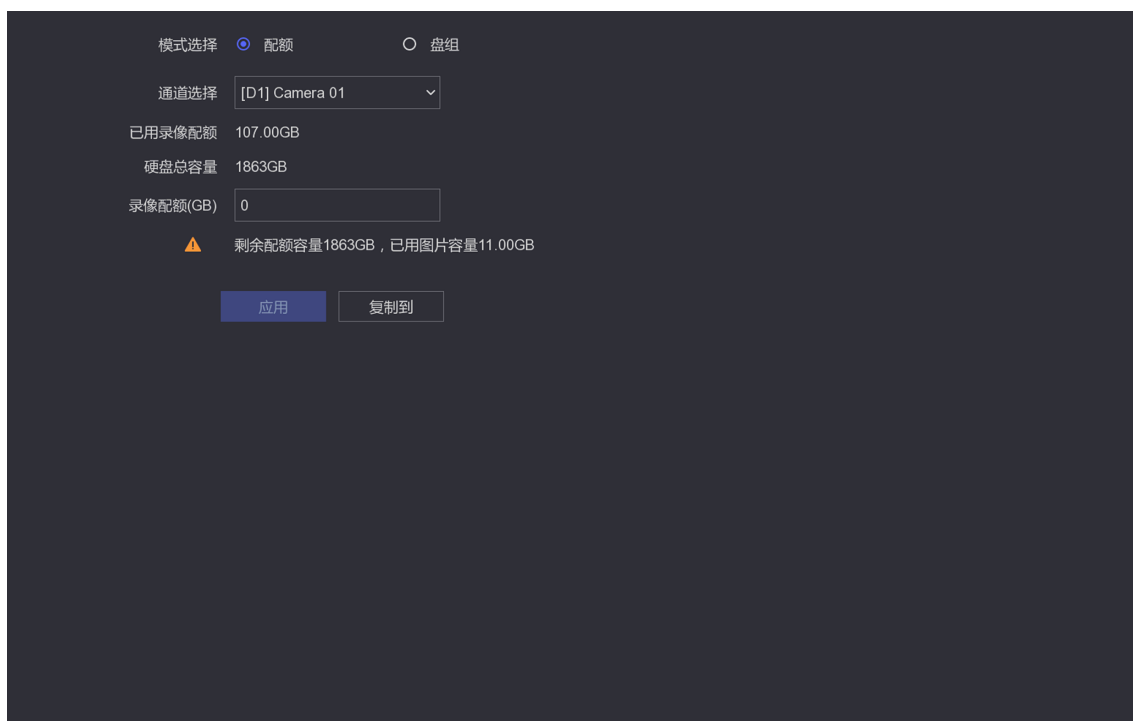 模式选择 配额 盘组
通道选择 [D1] Camera 01
已用录像配额 107.00GB
硬盘总容量 1863GB
录像配额(GB) 0
剩余配额容量1863GB，已用图片容量11.00GB
应用 复制到